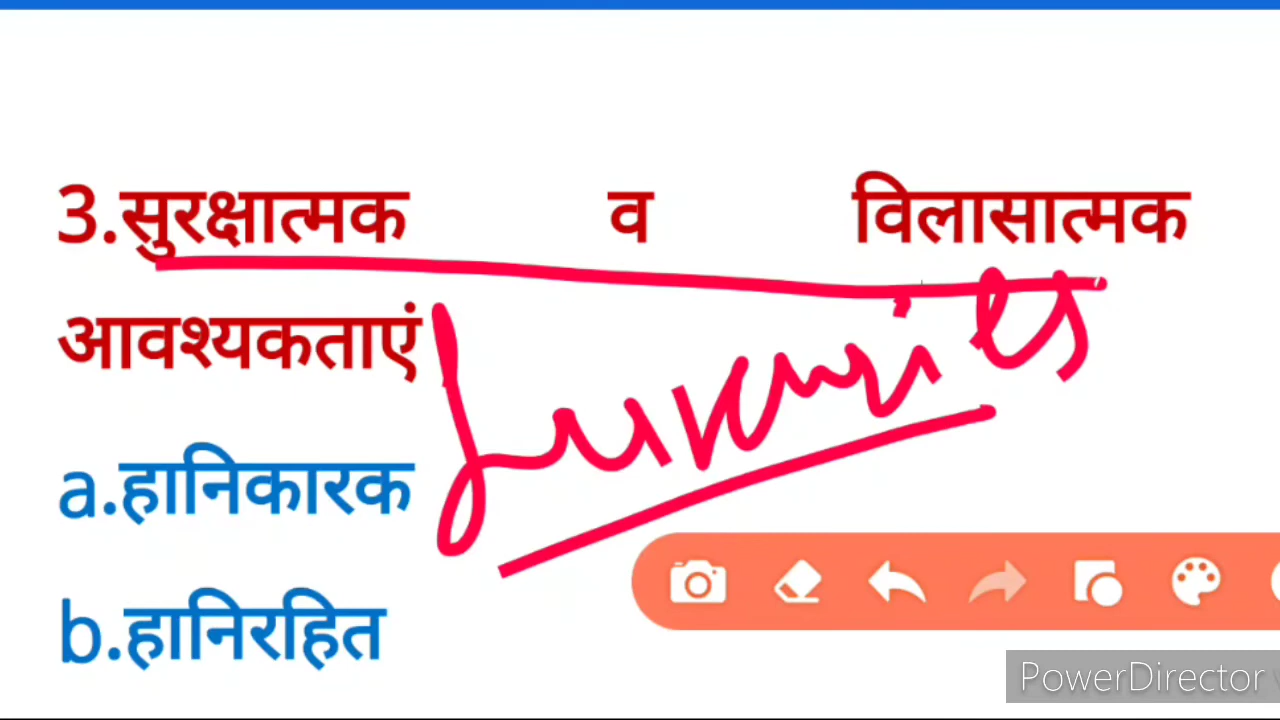 3.सुरक्षात्मक व विलासात्मक
आवश्यकताएं
Luxuries
a.हानिकारक
b.हानिरहित
PowerDirector